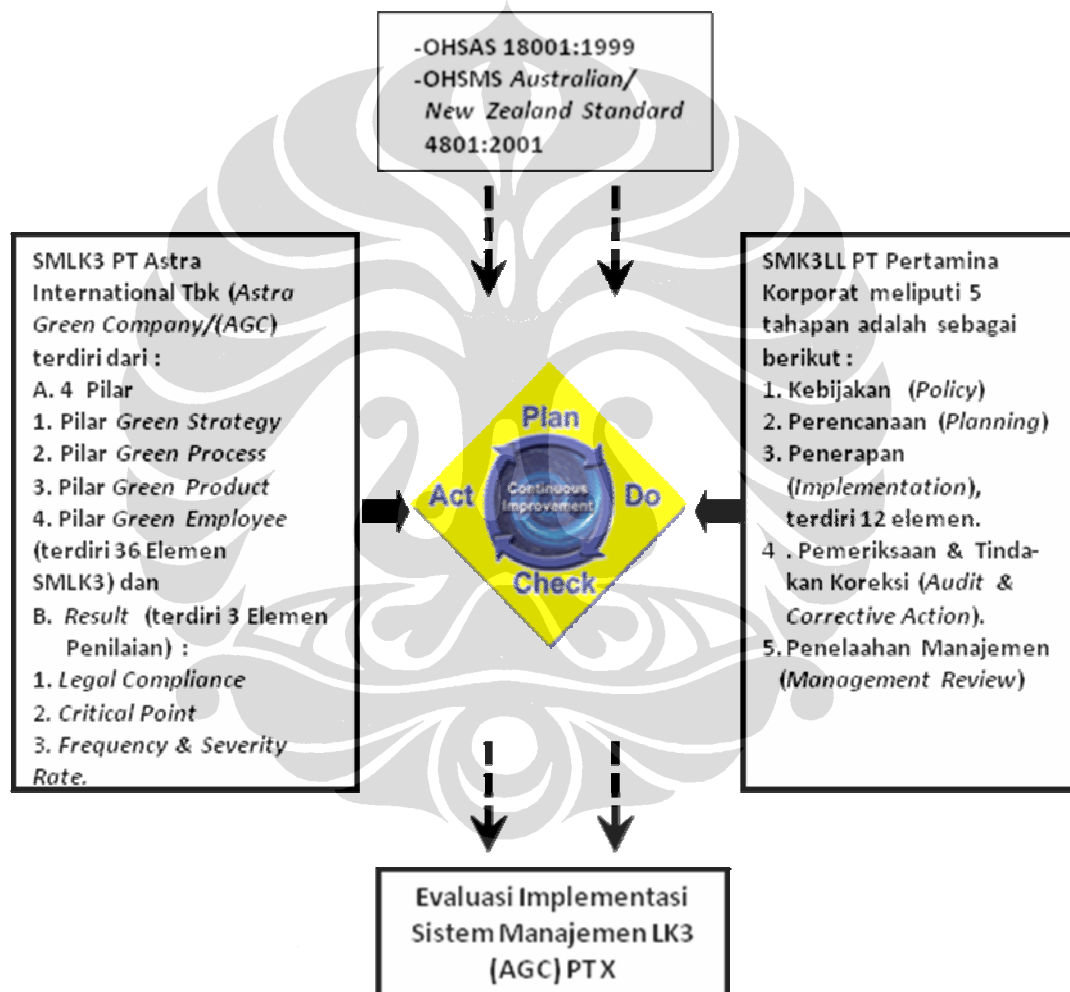 -OHSAS 18001:1999
-OHSMS Australian/
New Zealand Standard
4801:2001
SMLK3 PT Astra
International Tbk (Astra
Green Company/(AGC)
terdiri dari :
A. 4 Pilar
1. Pilar Green Strategy
2. Pilar Green Process
3. Pilar Green Product
4. Pilar Green Employee
(terdiri 36 Elemen
SMLK3) dan
B. Result (terdiri 3 Elemen
Penilaian) :
1. Legal Compliance
2. Critical Point
3. Frequency & Severity
Rate.
Plan
Act
Continuous
Improvement
Do
Check
SMK3LL PT Pertamina
Korporat meliputi 5
tahapan adalah sebagai
berikut :
1. Kebijakan (Policy)
2. Perencanaan (Planning)
3. Penerapan
(Implementation),
terdiri 12 elemen.
4 . Pemeriksaan & Tinda-
kan Koreksi (Audit &
Corrective Action).
5. Penelaahan Manajemen
(Management Review)
Evaluasi Implementasi
Sistem Manajemen LK3
(AGC) PT X